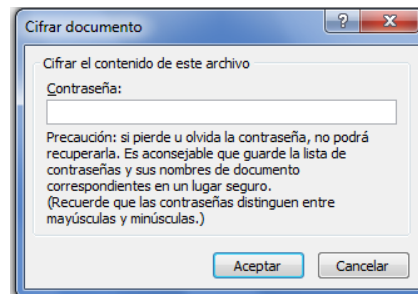 Cifrar documento
Cifrar el contenido de este archivo
Contraseña:
Precaución: si pierde u olvida la contraseña, no podrá
recuperarla. Es aconsejable que guarde la lista de
contraseñas y sus nombres de documento
correspondientes en un lugar seguro.
(Recuerde que las contraseñas distinguen entre
mayúsculas y minúsculas.)
Aceptar
Cancelar